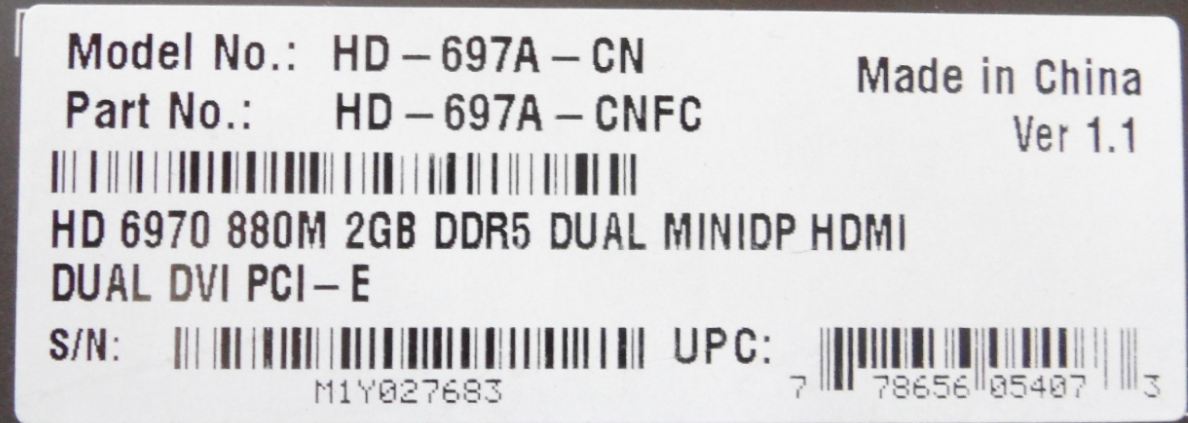 Model No.: HD – 697A – CN
Part No.: HD – 697A – CNFC
Made in China
Ver 1.1
HD 6970 880M 2GB DDR5 DUAL MINIDP HDMI
DUAL DVI PCI – E
S/N: M1Y027683
UPC: 7 78656 05407 3